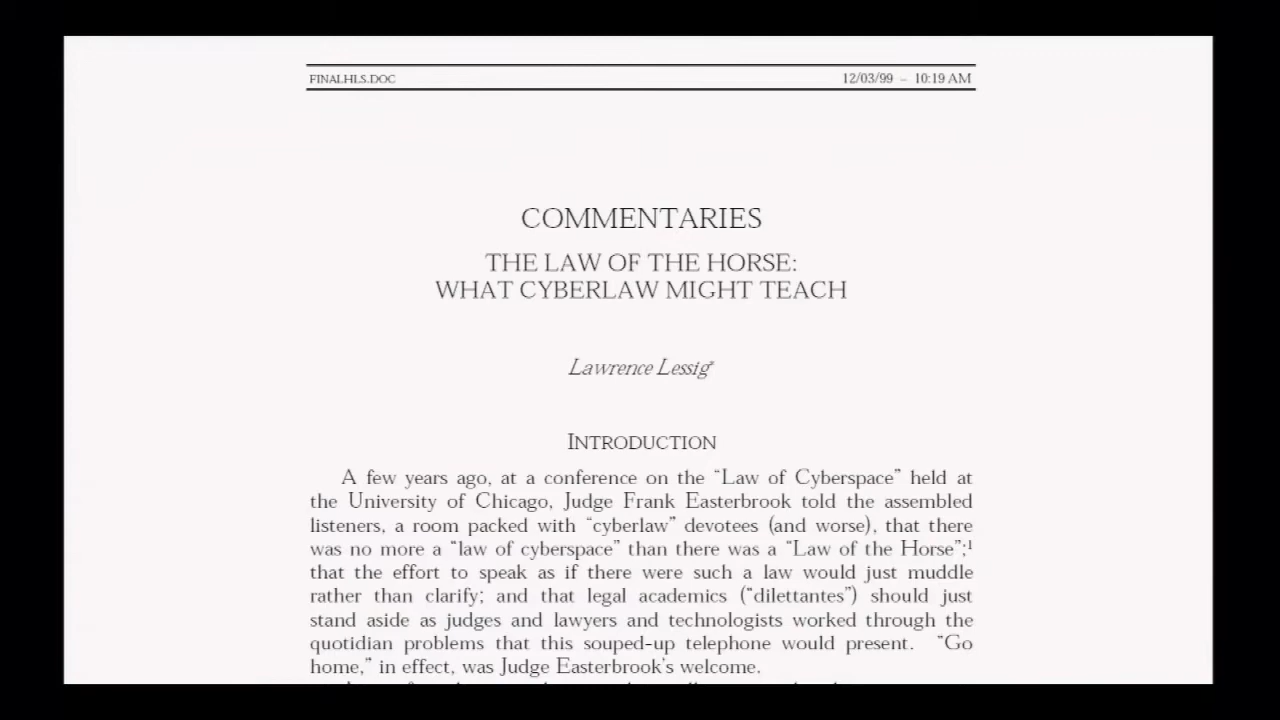 FINALHLS.DOC 12/03/99 – 10:19 AM
COMMENTARIES
THE LAW OF THE HORSE:
WHAT CYBERLAW MIGHT TEACH
Lawrence Lessig*
INTRODUCTION
A few years ago, at a conference on the “Law of Cyberspace” held at
the University of Chicago, Judge Frank Easterbrook told the assembled
listeners, a room packed with “cyberlaw” devotees (and worse), that there
was no more a “law of cyberspace” than there was a “Law of the Horse”;¹
that the effort to speak as if there were such a law would just muddle
rather than clarify; and that legal academics (“dilettantes”) should just
stand aside as judges and lawyers and technologists worked through the
quotidian problems that this souped-up telephone would present. “Go
home,” in effect, was Judge Easterbrook’s welcome.